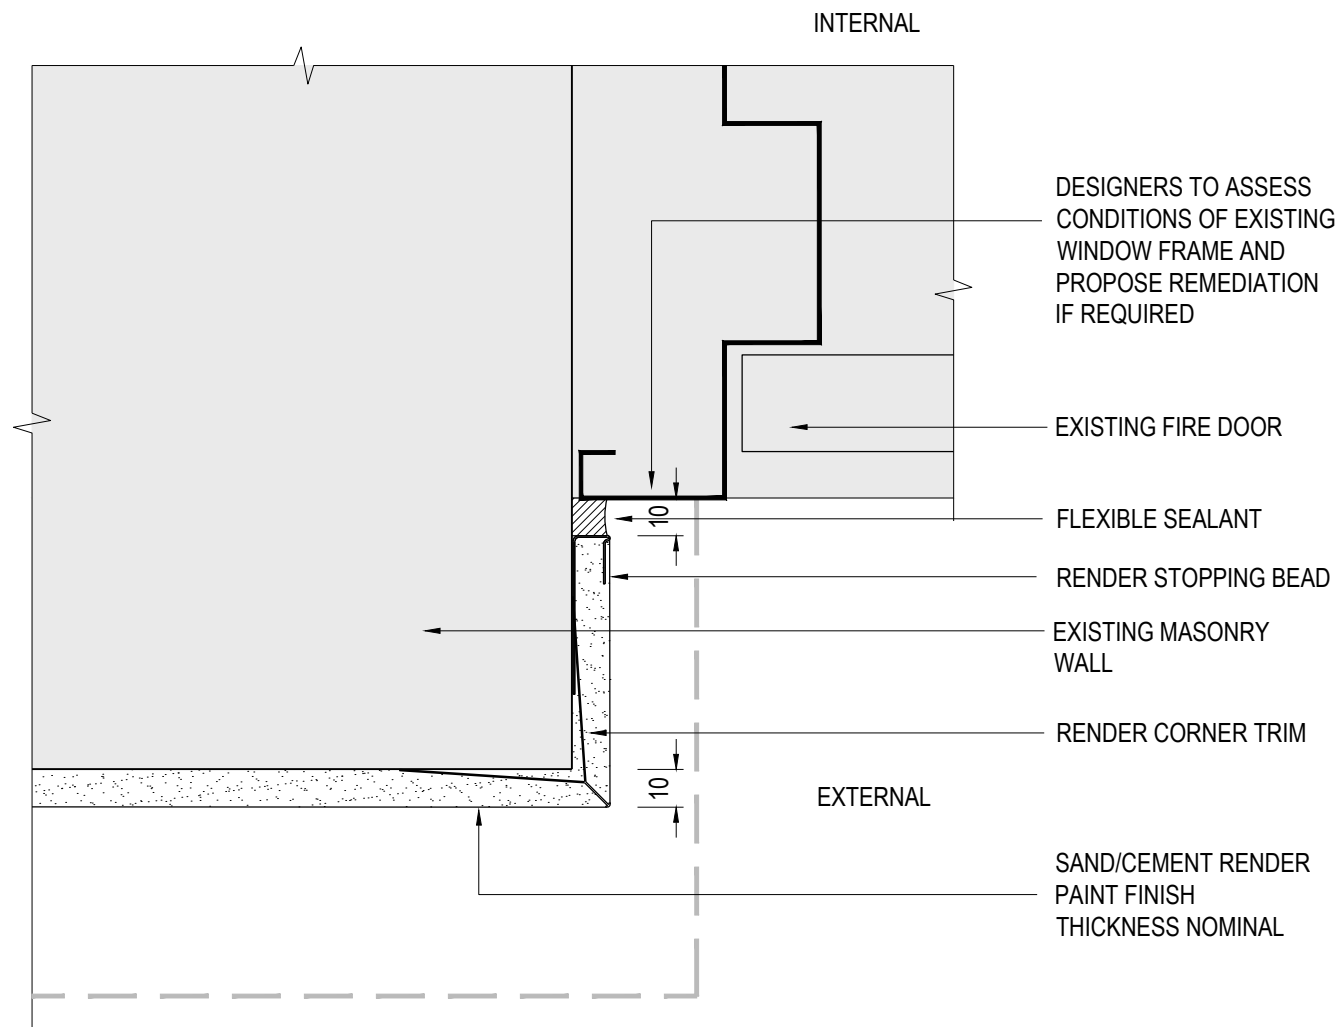 INTERNAL
DESIGNERS TO ASSESS
CONDITIONS OF EXISTING
WINDOW FRAME AND
PROPOSE REMEDIATION
IF REQUIRED
EXISTING FIRE DOOR
10
FLEXIBLE SEALANT
RENDER STOPPING BEAD
EXISTING MASONRY
WALL
RENDER CORNER TRIM
10
EXTERNAL
SAND/CEMENT RENDER
PAINT FINISH
THICKNESS NOMINAL